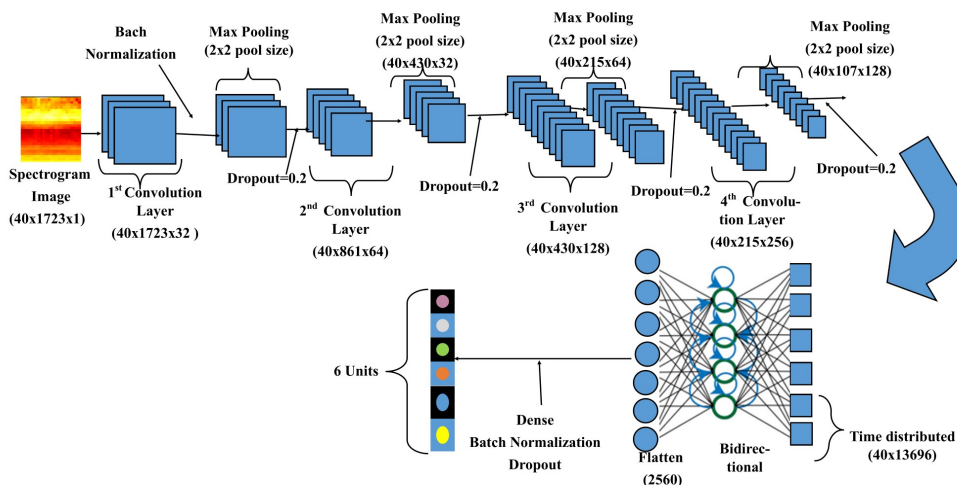 Bach
Normalization
Max Pooling
(2x2 pool size)
Max Pooling
(2x2 pool size)
(40x430x32)
Max Pooling
(2x2 pool size)
(40x215x64)
Max Pooling
(2x2 pool size)
(40x107x128)
Spectrogram
Image
(40x1723x1)
1st Convolution
Layer
(40x1723x32 )
Dropout=0.2
2nd Convolution
Layer
(40x861x64)
Dropout=0.2
3rd Convolution
Layer
(40x430x128)
Dropout=0.2
4th Convolu-
tion Layer
(40x215x256)
Dropout=0.2
6 Units
Dense
Batch Normalization
Dropout
Flatten
(2560)
Bidirec-
tional
Time distributed
(40x13696)